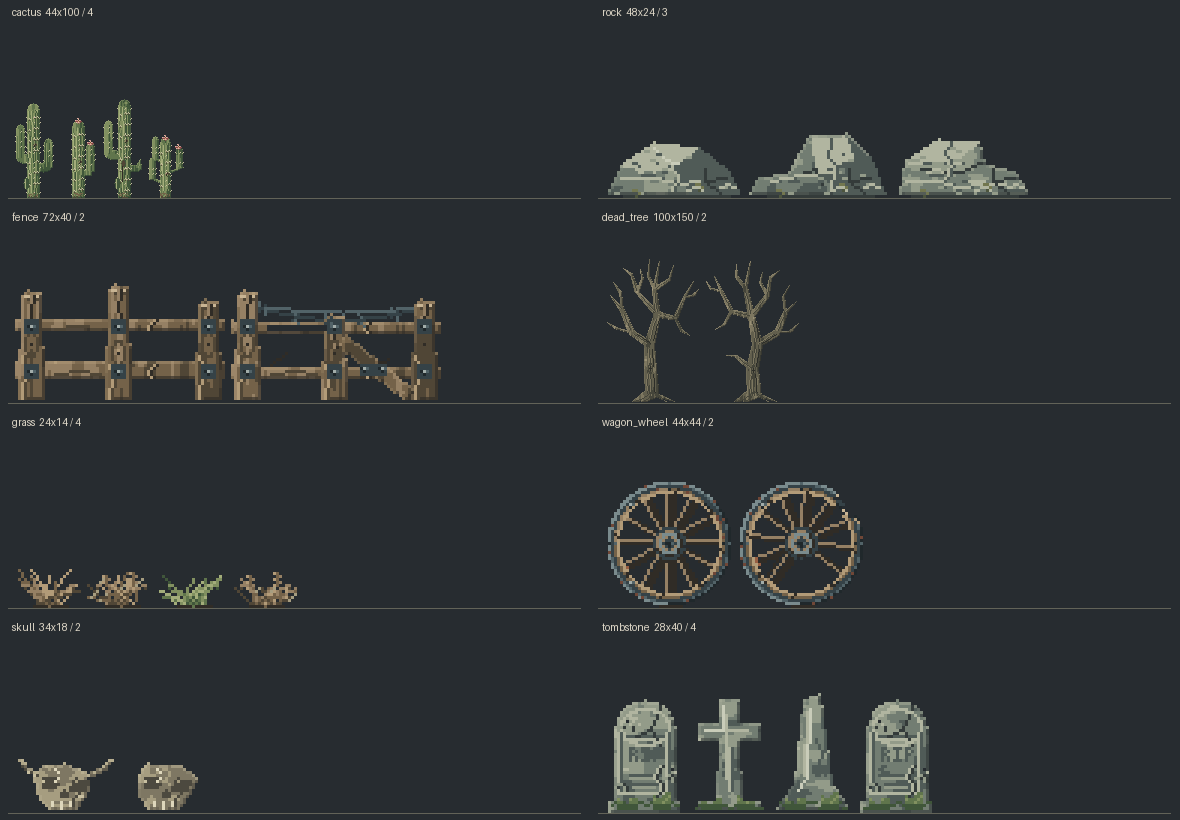 cactus 44x100 / 4
rock 48x24 / 3
fence 72x40 / 2
dead_tree 100x150 / 2
grass 24x14 / 4
wagon_wheel 44x44 / 2
skull 34x18 / 2
tombstone 28x40 / 4
RIP